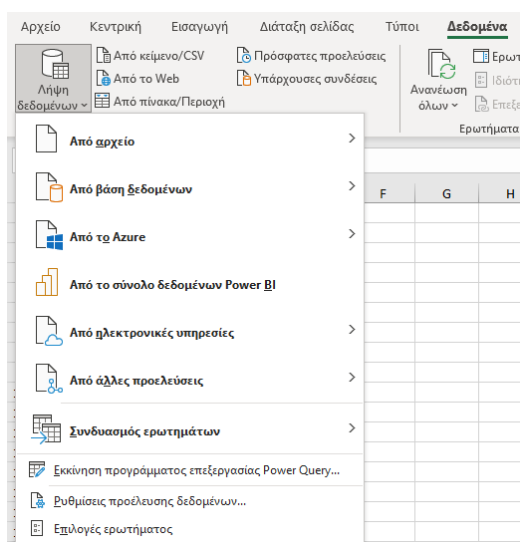 Αρχείο Κεντρική Εισαγωγή Διάταξη σελίδας Τύποι Δεδομένα
Λήψη δεδομένων
Από κείμενο/CSV
Από το Web
Από πίνακα/Περιοχή
Πρόσφατες προελεύσεις
Υπάρχουσες συνδέσεις
Ανανέωση όλων
Ερωτ
Ιδιότη
Επεξε
Ερωτήματα
Από αρχείο
Από βάση δεδομένων
Από το Azure
Από το σύνολο δεδομένων Power BI
Από ηλεκτρονικές υπηρεσίες
Από άλλες προελεύσεις
Συνδυασμός ερωτημάτων
Εκκίνηση προγράμματος επεξεργασίας Power Query...
Ρυθμίσεις προέλευσης δεδομένων...
Επιλογές ερωτήματος
F G H